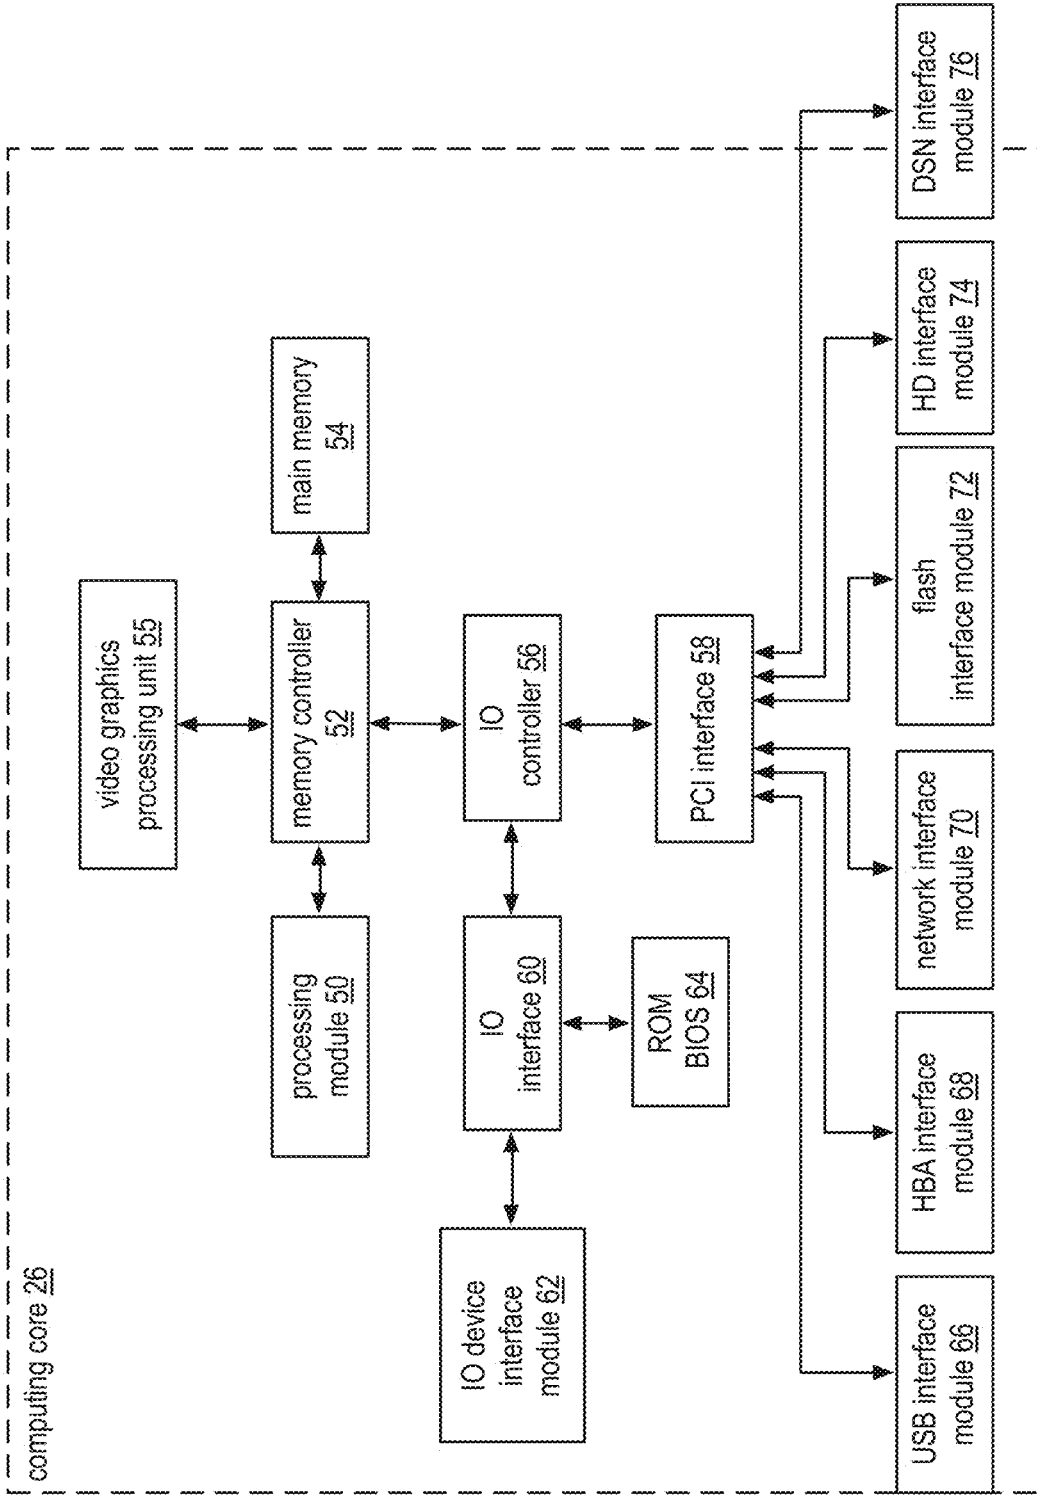 computing core 26
video graphics
processing unit 55
processing
module 50
memory controller
52
main memory
54
IO device
interface
module 62
IO
interface 60
IO
controller 56
ROM
BIOS 64
PCI interface 58
USB interface
module 66
HBA interface
module 68
network interface
module 70
flash
interface module 72
HD interface
module 74
DSN interface
module 76